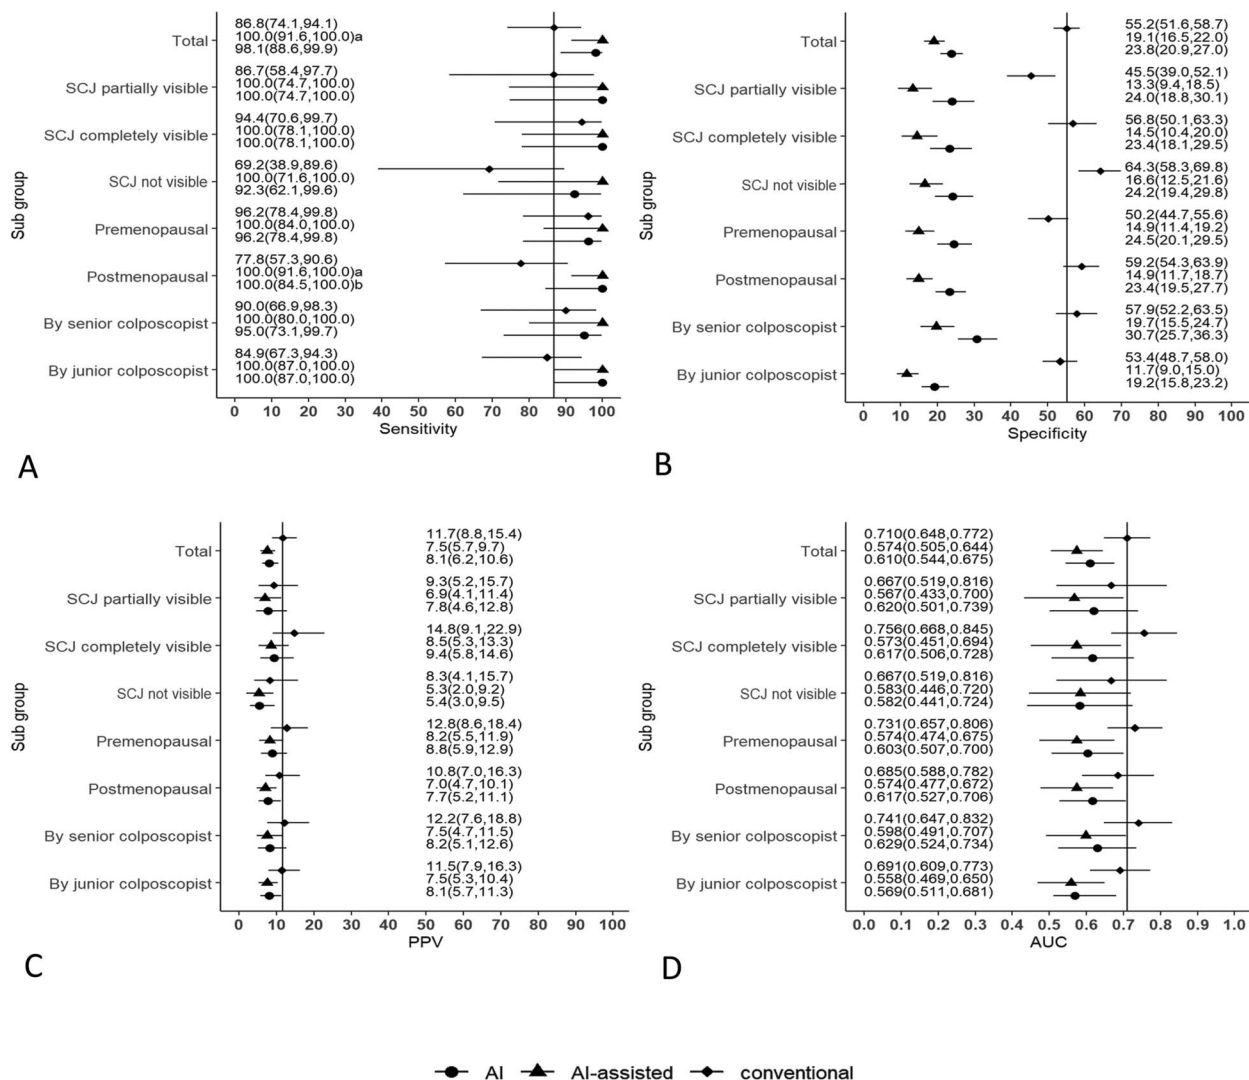 86.8(74.1,94.1)
Total
100.0(91.6,100.0)a
98.1(88.6,99.9)
86.7(58.4,97.7)
SCJ partially visible
100.0(74.7,100.0)
100.0(74.7,100.0)
94.4(70.6,99.7)
SCJ completely visible
100.0(78.1,100.0)
100.0(78.1,100.0)
69.2(38.9,89.6)
SCJ not visible
100.0(71.6,100.0)
92.3(62.1,99.6)
96.2(78.4,99.8)
Premenopausal
100.0(84.0,100.0)
96.2(78.4,99.8)
77.8(57.3,90.6)
Postmenopausal
100.0(91.6,100.0)a
100.0(84.5,100.0)b
90.0(66.9,98.3)
By senior colposcopist
100.0(80.0,100.0)
95.0(73.1,99.7)
84.9(67.3,94.3)
By junior colposcopist
100.0(87.0,100.0)
100.0(87.0,100.0)
Sub group
0 10 20 30 40 50 60 70 80 90 100
Sensitivity
A
55.2(51.6,58.7)
Total
19.1(16.5,22.0)
23.8(20.9,27.0)
45.5(39.0,52.1)
SCJ partially visible
13.3(9.4,18.5)
24.0(18.8,30.1)
56.8(50.1,63.3)
SCJ completely visible
14.5(10.4,20.0)
23.4(18.1,29.5)
64.3(58.3,69.8)
SCJ not visible
16.6(12.5,21.6)
24.2(19.4,29.8)
50.2(44.7,55.6)
Premenopausal
14.9(11.4,19.2)
24.5(20.1,29.5)
59.2(54.3,63.9)
Postmenopausal
14.9(11.7,18.7)
23.4(19.5,27.7)
57.9(52.2,63.5)
By senior colposcopist
19.7(15.5,24.7)
30.7(25.7,36.3)
53.4(48.7,58.0)
By junior colposcopist
11.7(9.0,15.0)
19.2(15.8,23.2)
Sub group
0 10 20 30 40 50 60 70 80 90 100
Specificity
B
11.7(8.8,15.4)
Total
7.5(5.7,9.7)
8.1(6.2,10.6)
9.3(5.2,15.7)
SCJ partially visible
6.9(4.1,11.4)
7.8(4.6,12.8)
14.8(9.1,22.9)
SCJ completely visible
8.5(5.3,13.3)
9.4(5.8,14.6)
8.3(4.1,15.7)
SCJ not visible
5.3(2.0,9.2)
5.4(3.0,9.5)
12.8(8.6,18.4)
Premenopausal
8.2(5.5,11.9)
8.8(5.9,12.9)
10.8(7.0,16.3)
Postmenopausal
7.0(4.7,10.1)
7.7(5.2,11.1)
12.2(7.6,18.8)
By senior colposcopist
7.5(4.7,11.5)
8.2(5.1,12.6)
11.5(7.9,16.3)
By junior colposcopist
7.5(5.3,10.4)
8.1(5.7,11.3)
Sub group
0 10 20 30 40 50 60 70 80 90 100
PPV
C
0.710(0.648,0.772)
Total
0.574(0.505,0.644)
0.610(0.544,0.675)
0.667(0.519,0.816)
SCJ partially visible
0.567(0.433,0.700)
0.620(0.501,0.739)
0.756(0.668,0.845)
SCJ completely visible
0.573(0.451,0.694)
0.617(0.506,0.728)
0.667(0.519,0.816)
SCJ not visible
0.583(0.446,0.720)
0.582(0.441,0.724)
0.731(0.657,0.806)
Premenopausal
0.574(0.474,0.675)
0.603(0.507,0.700)
0.685(0.588,0.782)
Postmenopausal
0.574(0.477,0.672)
0.617(0.527,0.706)
0.741(0.647,0.832)
By senior colposcopist
0.598(0.491,0.707)
0.629(0.524,0.734)
0.691(0.609,0.773)
By junior colposcopist
0.558(0.469,0.650)
0.569(0.511,0.681)
Sub group
0.0 0.1 0.2 0.3 0.4 0.5 0.6 0.7 0.8 0.9 1.0
AUC
D
AI AI-assisted conventional